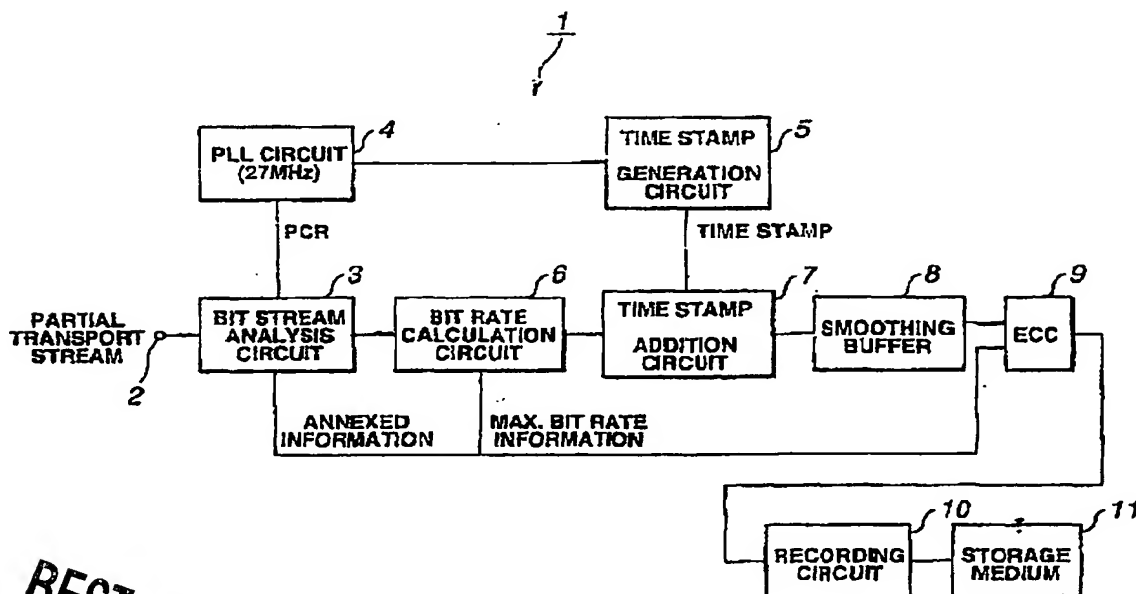 1
4
PLL CIRCUIT
(27MHz)
TIME STAMP
GENERATION
CIRCUIT
5
PCR
TIME STAMP
3
6
7
8
9
PARTIAL
TRANSPORT
STREAM
2
BIT STREAM
ANALYSIS
CIRCUIT
BIT RATE
CALCULATION
CIRCUIT
TIME STAMP
ADDITION
CIRCUIT
SMOOTHING
BUFFER
ECC
ANNEXED
INFORMATION
MAX. BIT RATE
INFORMATION
10
11
RECORDING
CIRCUIT
STORAGE
MEDIUM
BEST